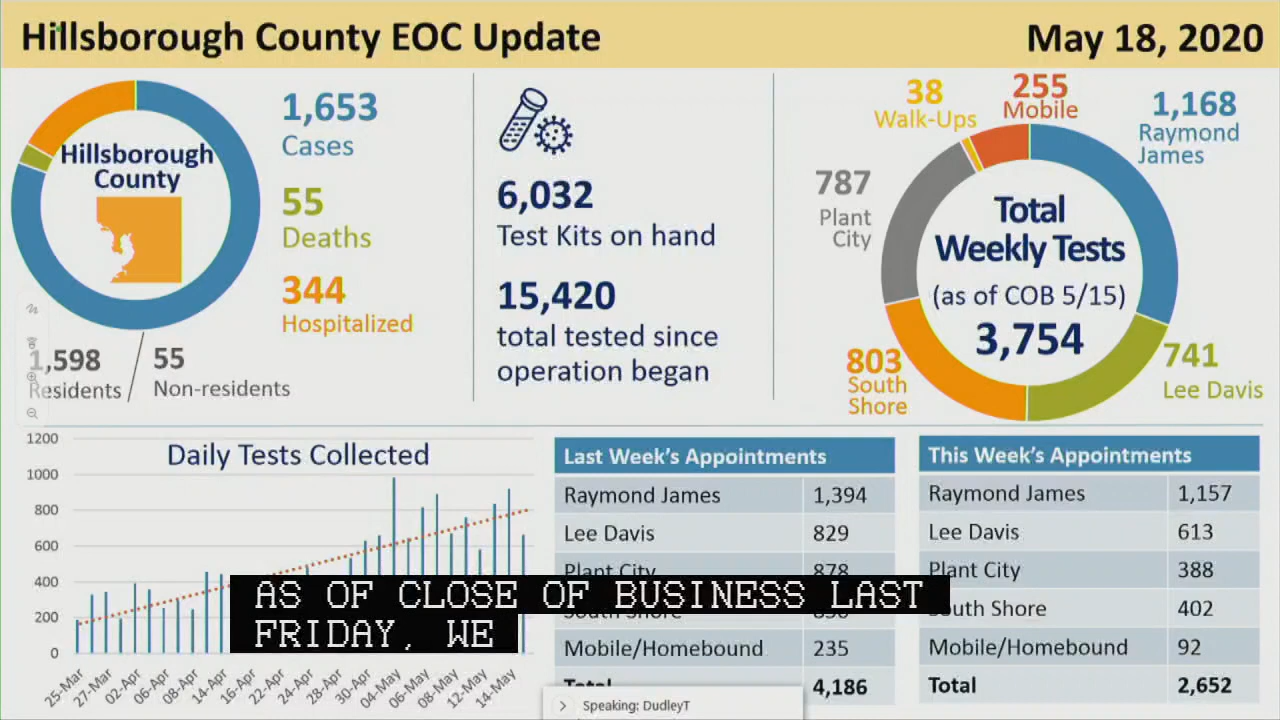 Hillsborough County EOC Update
May 18, 2020
Hillsborough
County
1,653
Cases
55
Deaths
344
Hospitalized
1,598
Residents
55
Non-residents
6,032
Test Kits on hand
15,420
total tested since
operation began
38
Walk-Ups
255
Mobile
1,168
Raymond
James
787
Plant
City
803
South
Shore
741
Lee Davis
Total
Weekly Tests
(as of COB 5/15)
3,754
Daily Tests Collected
1200
1000
800
600
400
200
0
25-Mar
27-Mar
02-Apr
06-Apr
08-Apr
14-Apr
16-Apr
22-Apr
24-Apr
28-Apr
30-Apr
04-May
06-May
08-May
12-May
14-May
Last Week's Appointments
Raymond James 1,394
Lee Davis 829
Plant City 878
South Shore
Mobile/Homebound 235
Total 4,186
This Week's Appointments
Raymond James 1,157
Lee Davis 613
Plant City 388
South Shore 402
Mobile/Homebound 92
Total 2,652
AS OF CLOSE OF BUSINESS LAST
FRIDAY, WE
Speaking: DudleyT